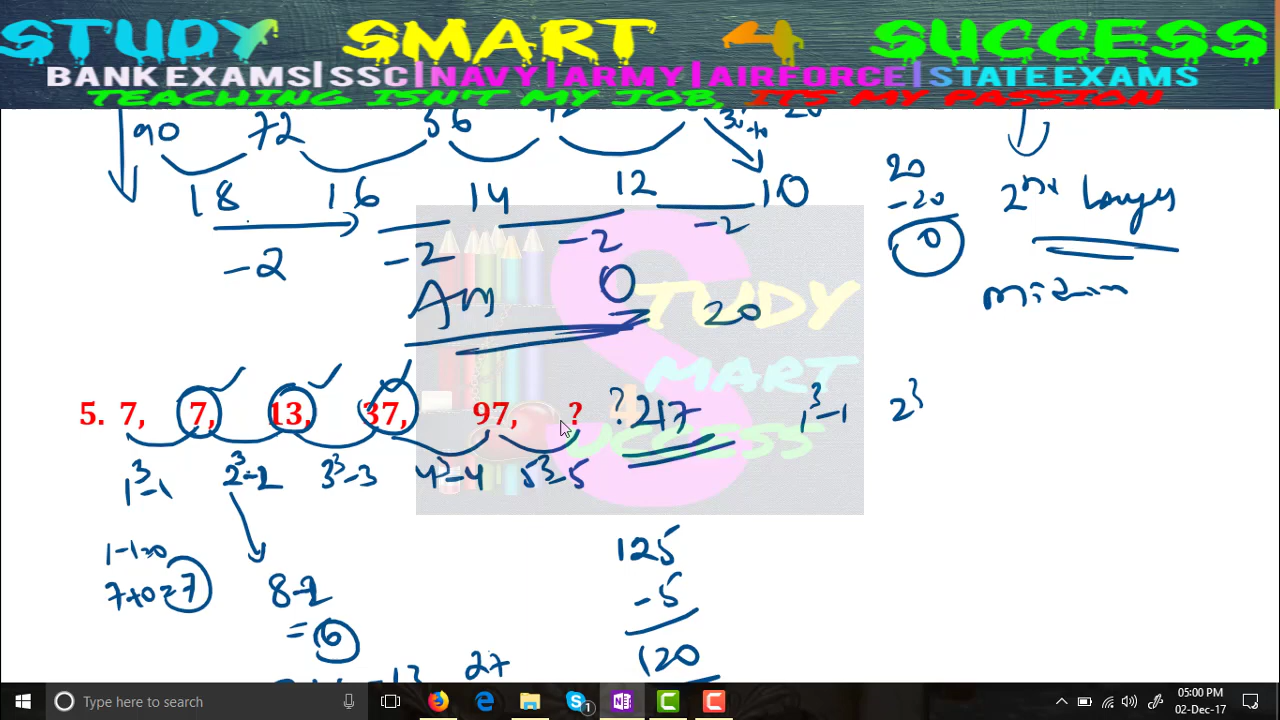 STUDY SMART 4 SUCCESS
BANK EXAMS|SSC|NAVY|ARMY|AIRFORCE|STATE EXAMS
TEACHING ISN'T MY JOB, IT'S MY PASSION
90 72 56
18 16 14 12 10
-2 -2 -2 -2
20
-20
0
2nd
0
20
STUDY
SMART
SUCCESS
5. 7, 7, 13, 37, 97, ? ? 217 1³-1 2³
1³-1 2³-2 3³-3 4³-4 5³-5
1-1=0
7+0=7
8-2
=6
125
-5
120
27
Type here to search
05:00 PM
02-Dec-17